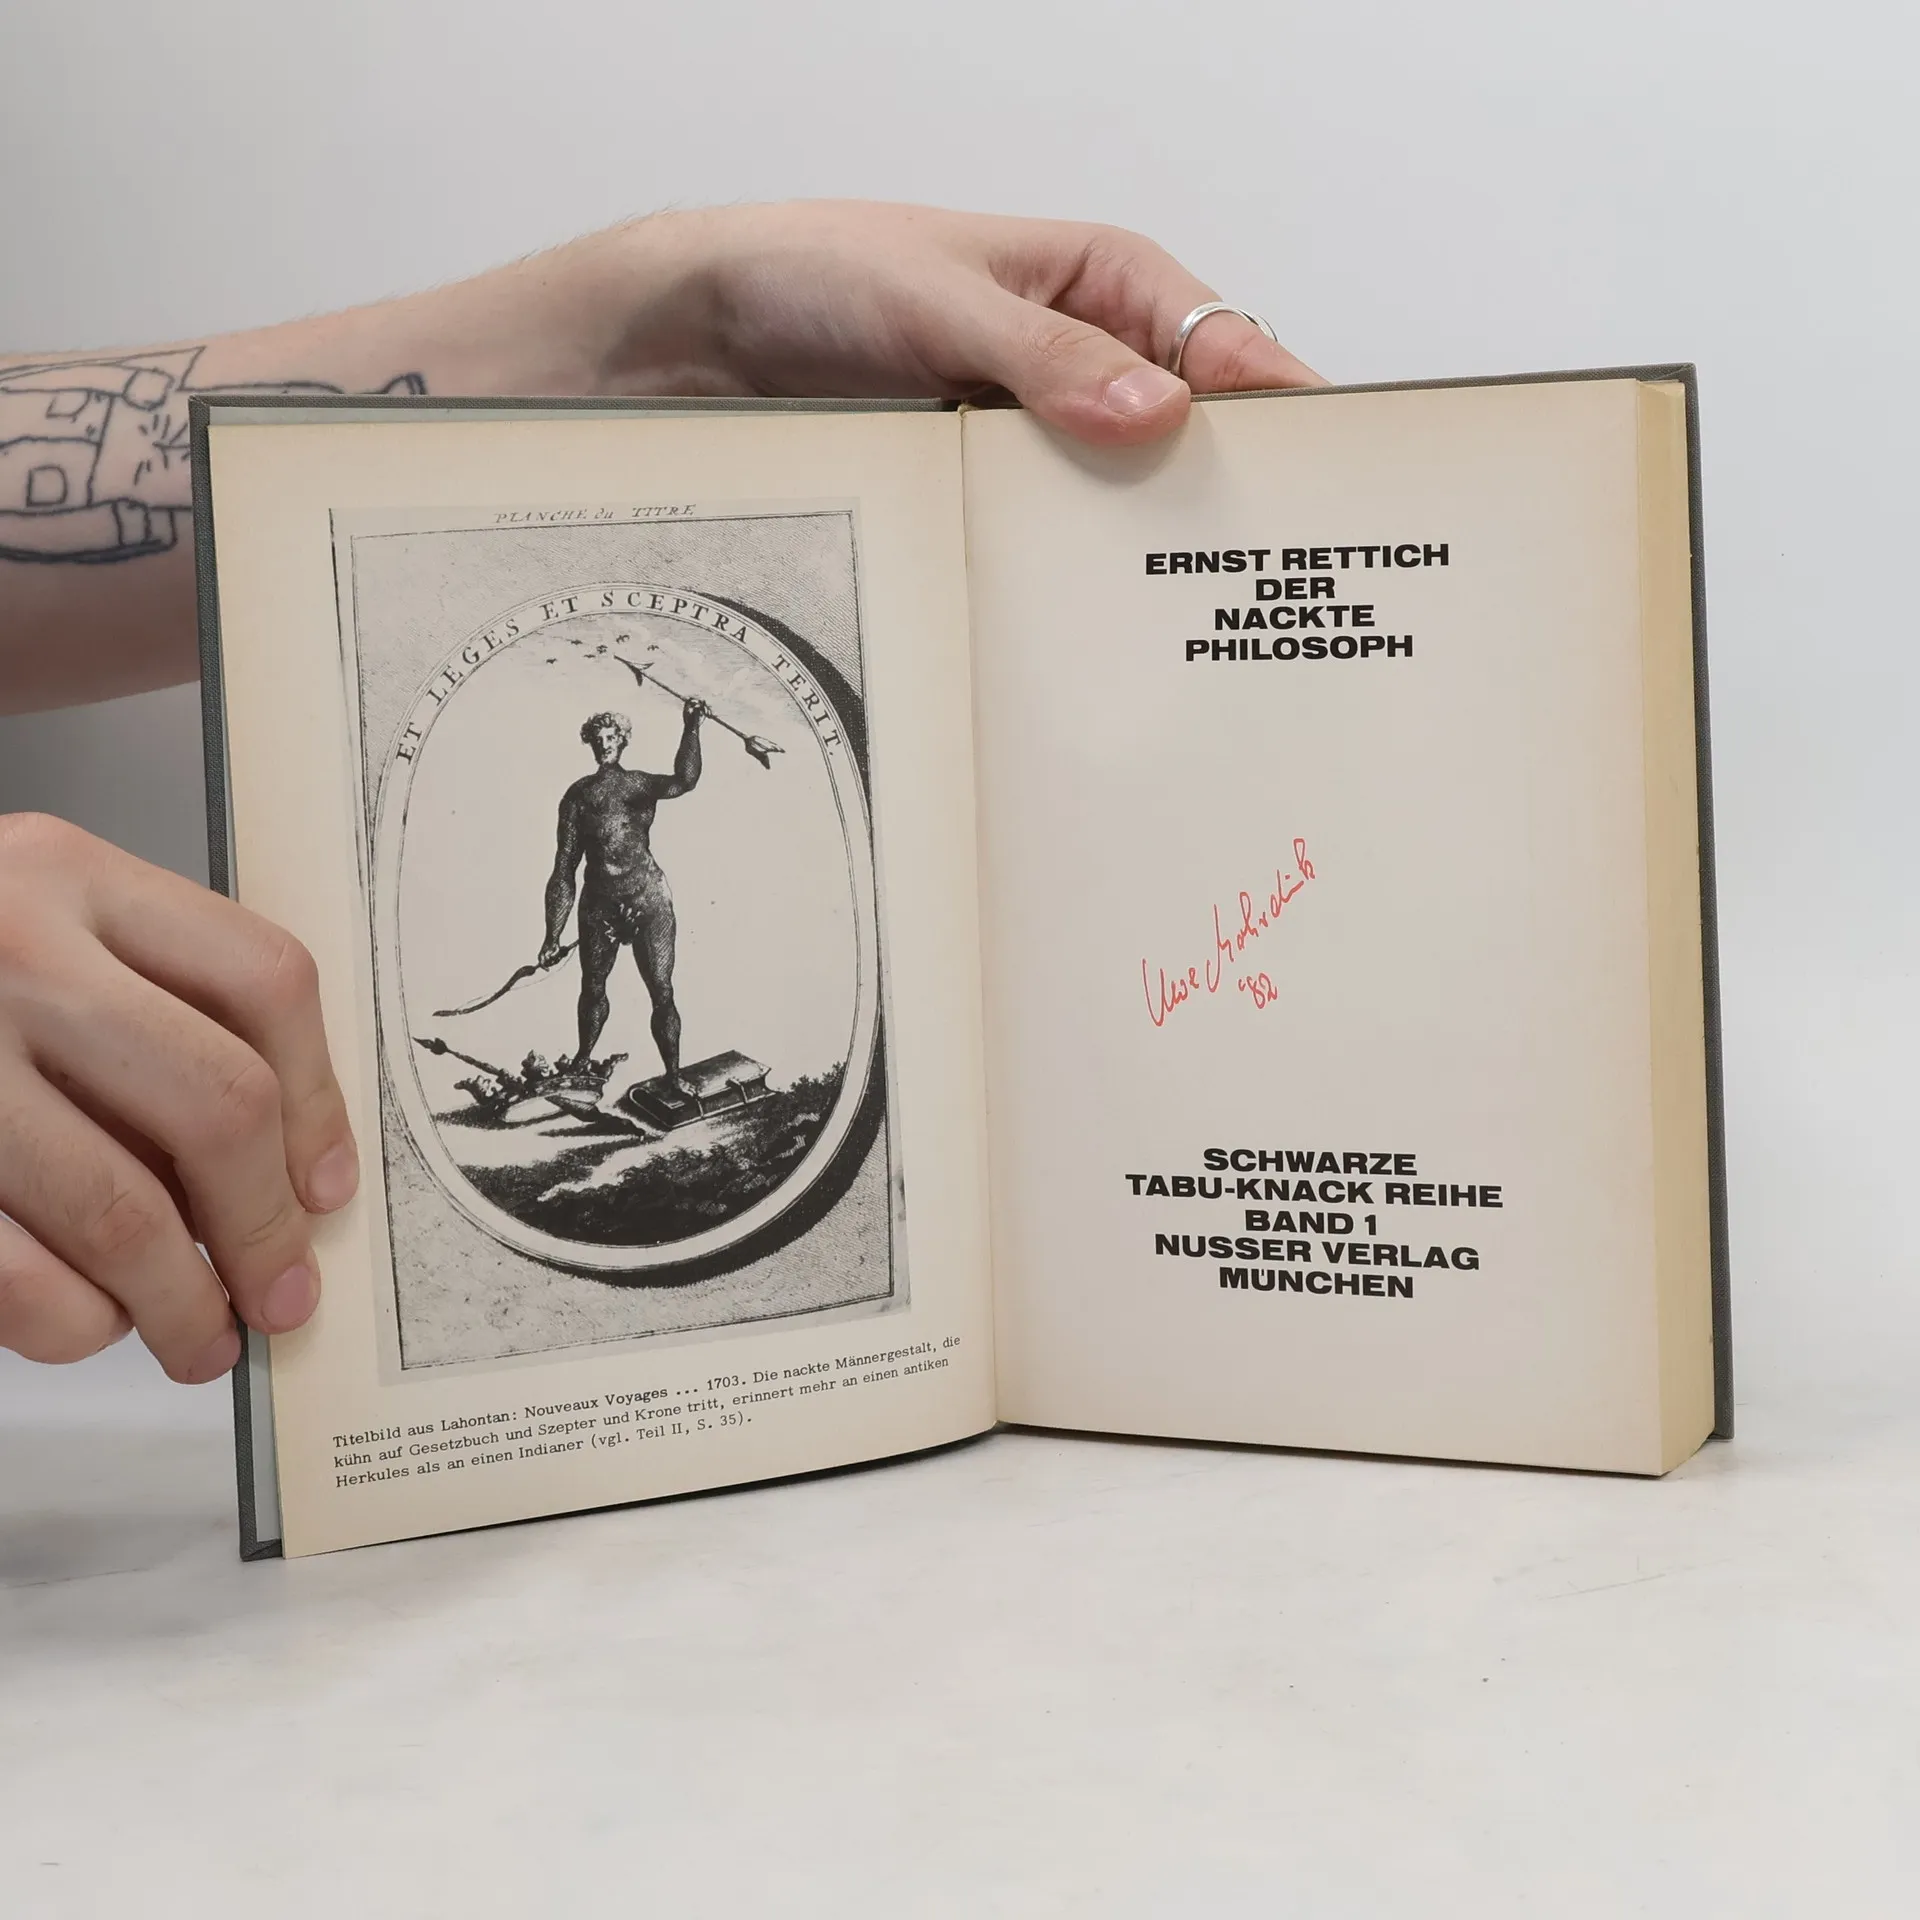 PLANCHE du TITRE
ET LEGES ET SCEPTRA TERIT.
Titelbild aus Lahontan: Nouveaux Voyages ... 1703. Die nackte Männergestalt, die
kühn auf Gesetzbuch und Szepter und Krone tritt, erinnert mehr an einen antiken
Herkules als an einen Indianer (vgl. Teil II, S. 35).
ERNST RETTICH
DER
NACKTE
PHILOSOPH
Uwe
'82
SCHWARZE
TABU-KNACK REIHE
BAND 1
NUSSER VERLAG
MÜNCHEN